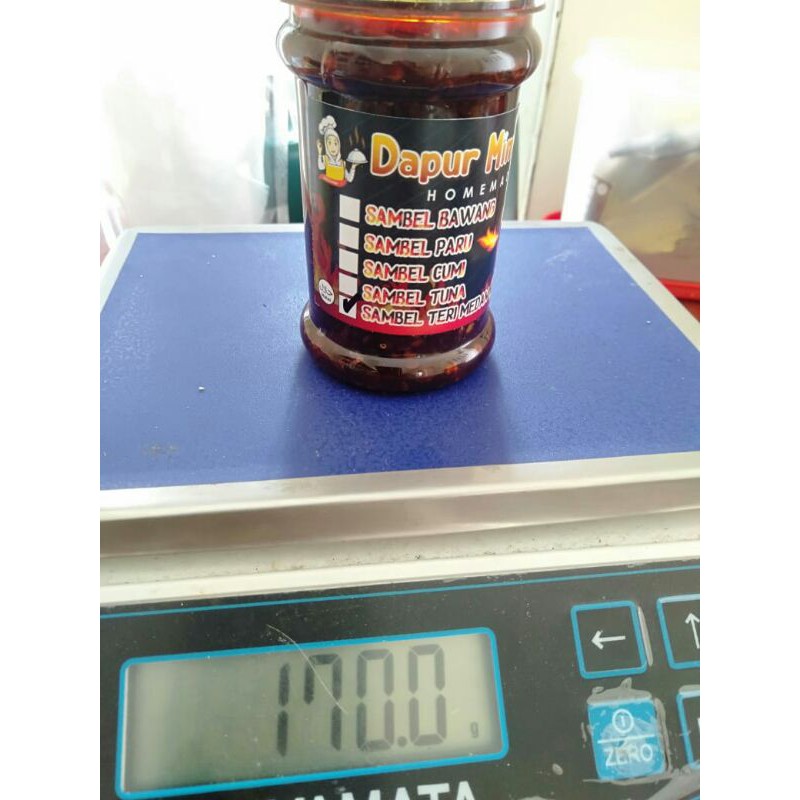 Dapur Min
HOMEMA
SAMBEL BAWANG
SAMBEL PARU
SAMBEL CUMI
SAMBEL TUNA
SAMBEL TERI MEDAN
170.0 g
ZERO